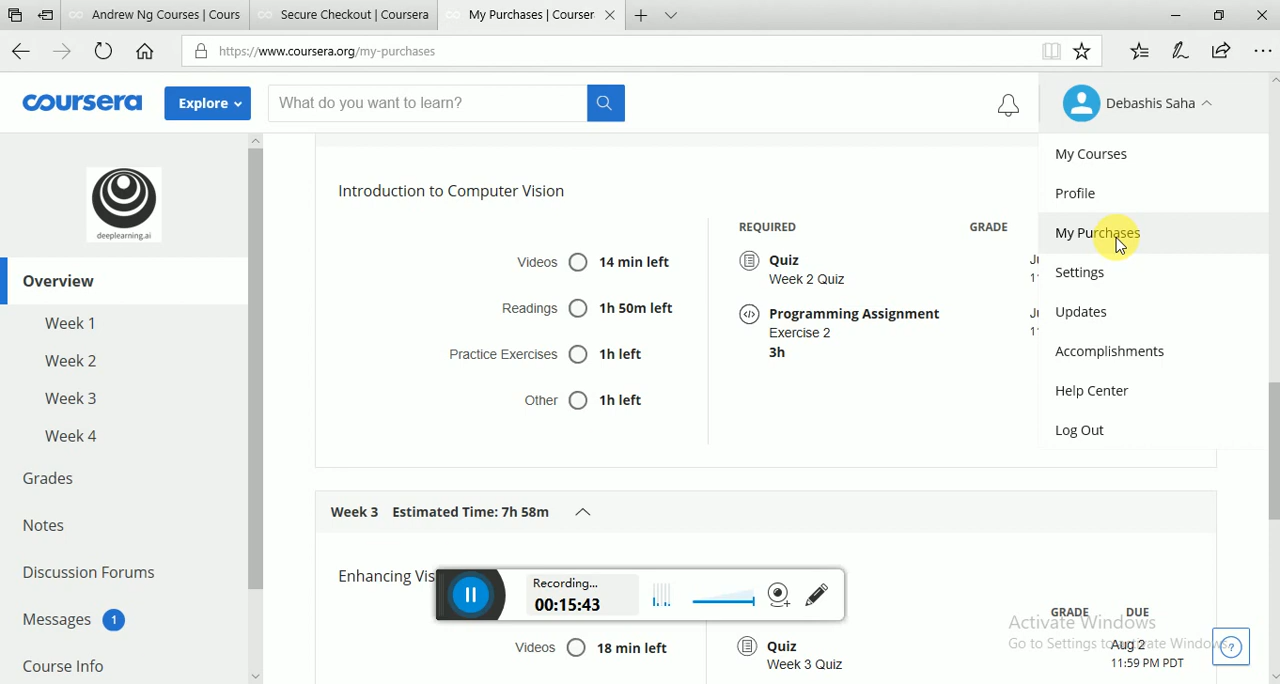 Andrew Ng Courses | Cours
Secure Checkout | Coursera
My Purchases | Courser
https://www.coursera.org/my-purchases
coursera
Explore
What do you want to learn?
Debashis Saha
My Courses
Profile
My Purchases
Settings
Updates
Accomplishments
Help Center
Log Out
deeplearning.ai
Overview
Week 1
Week 2
Week 3
Week 4
Grades
Notes
Discussion Forums
Messages 1
Course Info
Introduction to Computer Vision
REQUIRED GRADE
Videos 14 min left
Readings 1h 50m left
Practice Exercises 1h left
Other 1h left
Quiz
Week 2 Quiz
Programming Assignment
Exercise 2
3h
Week 3 Estimated Time: 7h 58m
Enhancing Vis
Recording...
00:15:43
GRADE DUE
Videos 18 min left
Quiz
Week 3 Quiz
Aug 2
11:59 PM PDT
Activate Windows
Go to Settings to activate Windows.
?